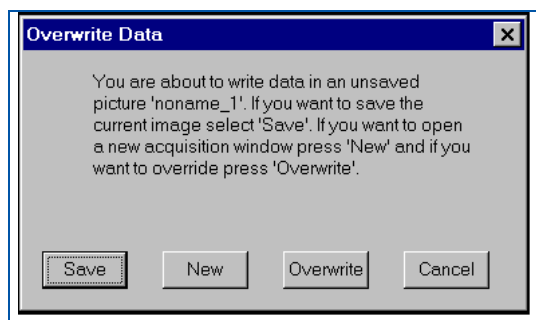 Overwrite Data
You are about to write data in an unsaved
picture 'noname_1'. If you want to save the
current image select 'Save'. If you want to open
a new acquisition window press 'New' and if you
want to override press 'Overwrite'.
Save New Overwrite Cancel